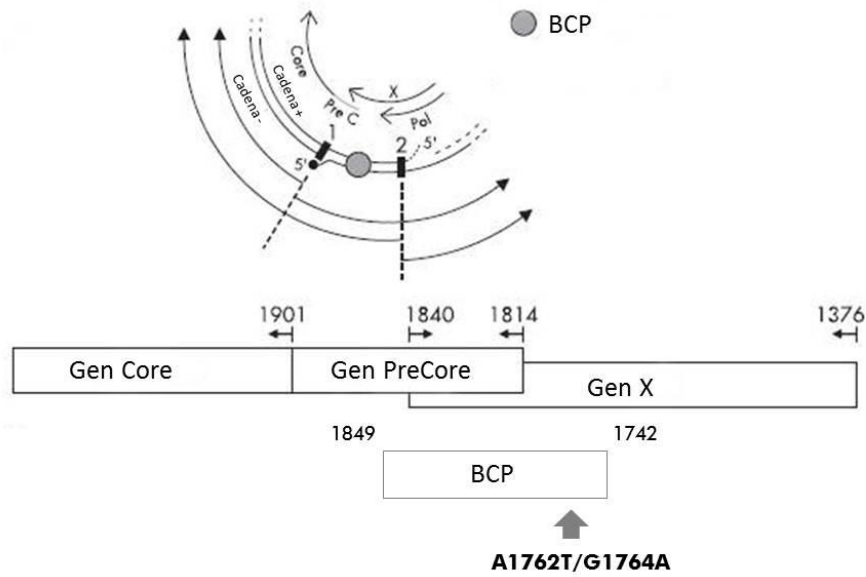 BCP
Core
Pre C
X
Pol
Cadena-
Cadena+
1
2
5'
5'
1901
1840
1814
1376
Gen Core
Gen PreCore
Gen X
1849
1742
BCP
A1762T/G1764A